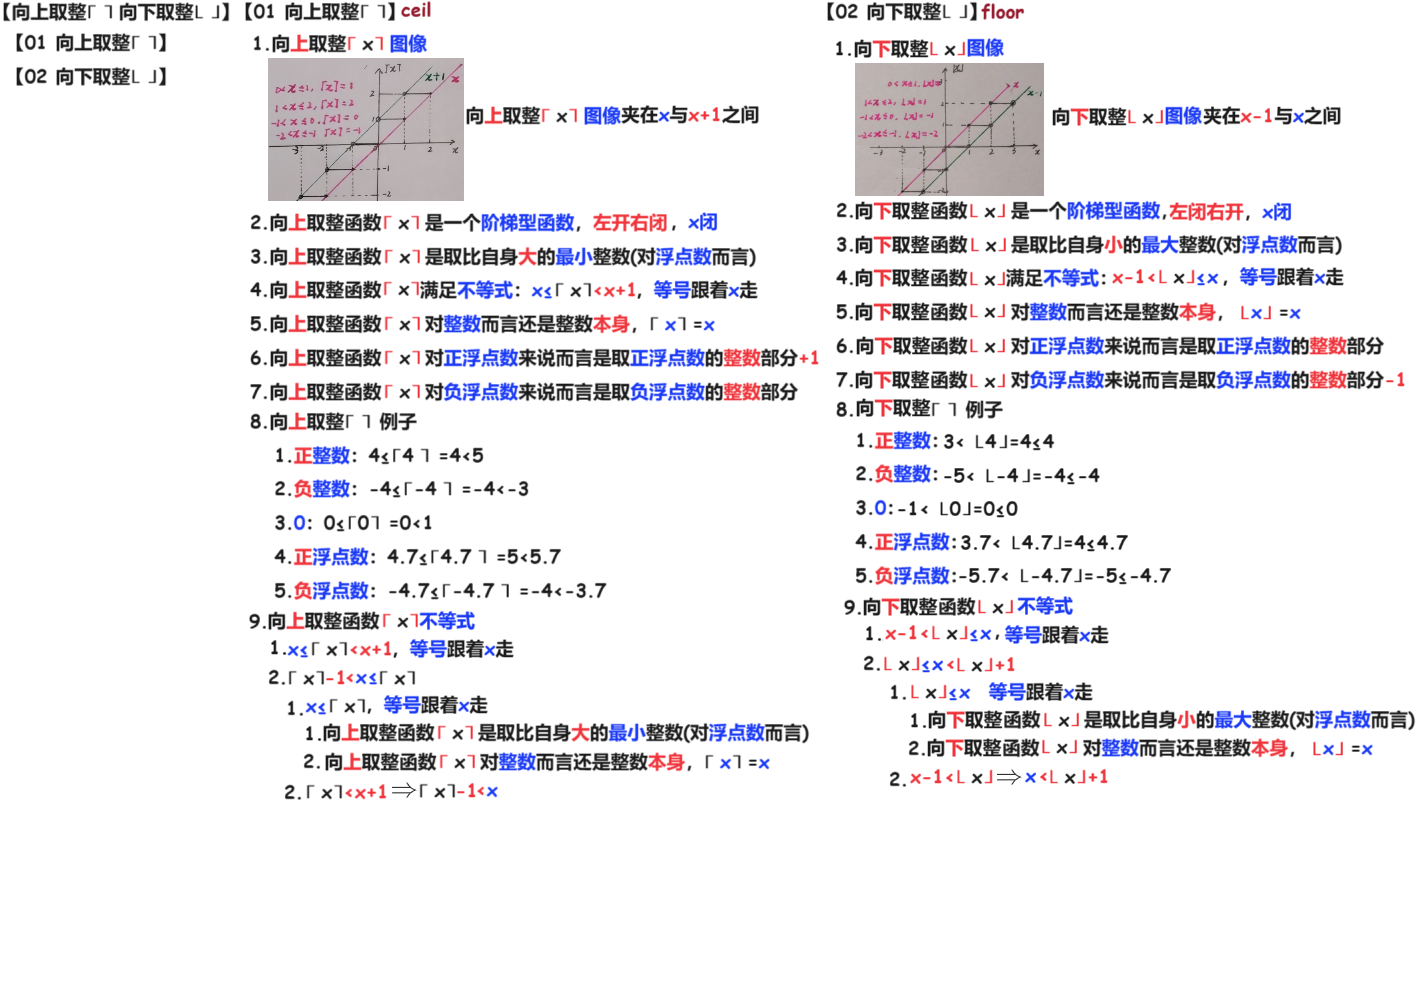 【向上取整⌈ ⌉ 向下取整⌊ ⌋】
【01 向上取整⌈ ⌉】
【02 向下取整⌊ ⌋】
【01 向上取整⌈ ⌉】ceil
1.向上取整⌈ x⌉ 图像
0<x≤1, ⌈x⌉=1
1<x≤2, ⌈x⌉=2
-1<x≤0, ⌈x⌉=0
-2<x≤-1 ⌈x⌉=-1
⌈x⌉
x+1
x
2
1
-3 -2 -1 0 1 2 x
-1
-2
向上取整⌈ x⌉ 图像夹在x与x+1之间
2.向上取整函数⌈ x⌉ 是一个阶梯型函数，左开右闭，x闭
3.向上取整函数⌈ x⌉ 是取比自身大的最小整数(对浮点数而言)
4.向上取整函数⌈ x⌉满足不等式：x≤⌈ x⌉<x+1，等号跟着x走
5.向上取整函数⌈ x⌉ 对整数而言还是整数本身，⌈ x⌉ =x
6.向上取整函数⌈ x⌉ 对正浮点数来说而言是取正浮点数的整数部分+1
7.向上取整函数⌈ x⌉ 对负浮点数来说而言是取负浮点数的整数部分
8.向上取整⌈ ⌉ 例子
1.正整数：4≤⌈4 ⌉ =4<5
2.负整数：-4≤⌈-4 ⌉ =-4<-3
3.0：0≤⌈0⌉ =0<1
4.正浮点数：4.7≤⌈4.7 ⌉ =5<5.7
5.负浮点数：-4.7≤⌈-4.7 ⌉ =-4<-3.7
9.向上取整函数⌈ x⌉不等式
1.x≤⌈ x⌉<x+1，等号跟着x走
2.⌈ x⌉-1<x≤⌈ x⌉
1.x≤⌈ x⌉，等号跟着x走
1.向上取整函数⌈ x⌉ 是取比自身大的最小整数(对浮点数而言)
2.向上取整函数⌈ x⌉ 对整数而言还是整数本身，⌈ x⌉ =x
2.⌈ x⌉<x+1⇒⌈ x⌉-1<x
【02 向下取整⌊ ⌋】floor
1.向下取整⌊ x⌋图像
1<x≤2, ⌊x⌋=1
-1<x≤0, ⌊x⌋=-1
-2<x≤-1, ⌊x⌋=-2
x
x-1
向下取整⌊ x⌋图像夹在x-1与x之间
2.向下取整函数⌊ x⌋ 是一个阶梯型函数,左闭右开，x闭
3.向下取整函数⌊ x⌋ 是取比自身小的最大整数(对浮点数而言)
4.向下取整函数⌊ x⌋满足不等式：x-1<⌊ x⌋≤x，等号跟着x走
5.向下取整函数⌊ x⌋ 对整数而言还是整数本身，⌊x⌋ =x
6.向下取整函数⌊ x⌋ 对正浮点数来说而言是取正浮点数的整数部分
7.向下取整函数⌊ x⌋ 对负浮点数来说而言是取负浮点数的整数部分-1
8.向下取整⌈ ⌉ 例子
1.正整数：3< ⌊4⌋=4≤4
2.负整数：-5< ⌊-4⌋=-4≤-4
3.0：-1< ⌊0⌋=0≤0
4.正浮点数：3.7< ⌊4.7⌋=4≤4.7
5.负浮点数：-5.7< ⌊-4.7⌋=-5≤-4.7
9.向下取整函数⌊ x⌋不等式
1.x-1<⌊ x⌋≤x，等号跟着x走
2.⌊ x⌋≤x<⌊ x⌋+1
1.⌊ x⌋≤x 等号跟着x走
1.向下取整函数⌊ x⌋ 是取比自身小的最大整数(对浮点数而言)
2.向下取整函数⌊ x⌋ 对整数而言还是整数本身，⌊x⌋ =x
2.x-1<⌊ x⌋⇒x<⌊ x⌋+1